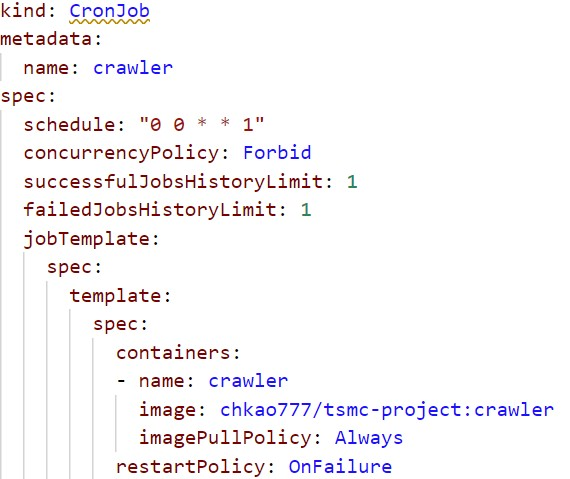 kind: CronJob
metadata:
  name: crawler
spec:
  schedule: "0 0 * * 1"
  concurrencyPolicy: Forbid
  successfulJobsHistoryLimit: 1
  failedJobsHistoryLimit: 1
  jobTemplate:
    spec:
      template:
        spec:
          containers:
          - name: crawler
            image: chkao777/tsmc-project:crawler
            imagePullPolicy: Always
          restartPolicy: OnFailure